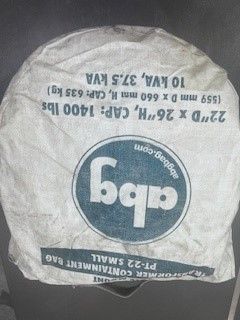 TRANSFORMER CONTAINMENT BAG
PT-22 SMALL
abg
abgbag.com
22"D x 26"H, CAP: 1400 lbs
(559 mm D x 660 mm H, CAP: 635 kg)
10 kVA, 37.5 kVA